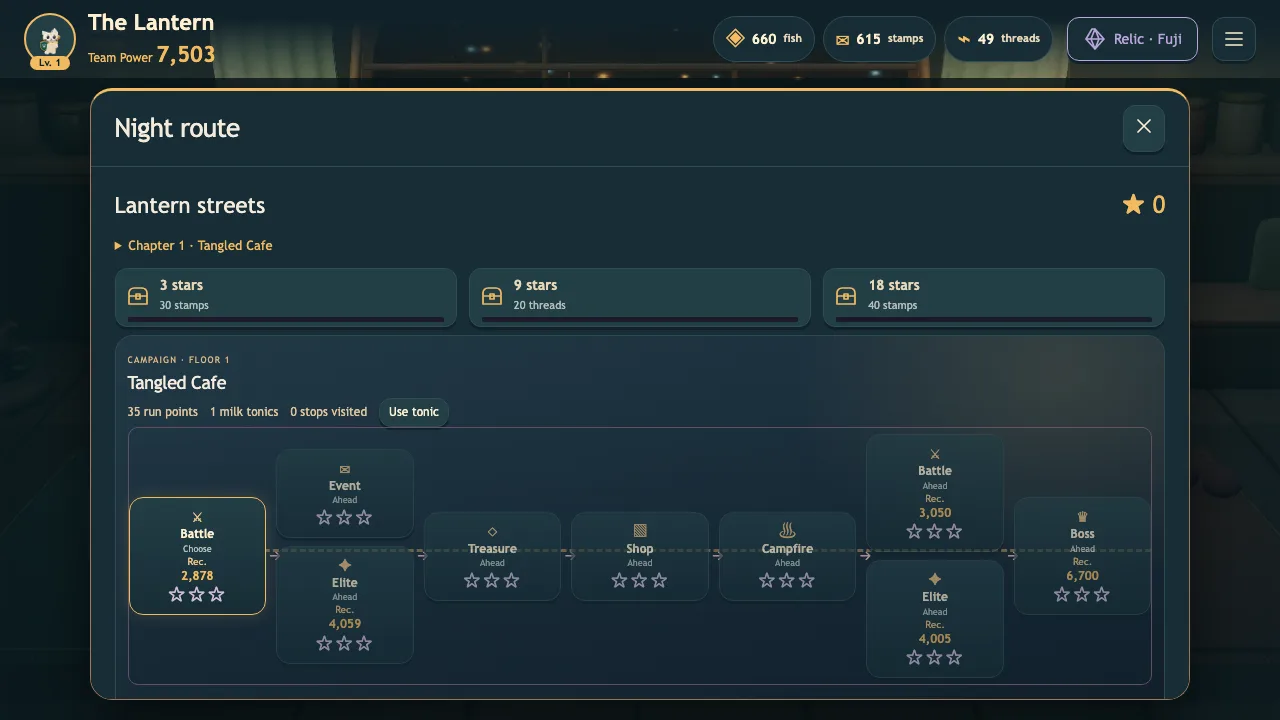 The Lantern
Team Power 7,503
Lv. 1
660 fish
615 stamps
49 threads
Relic · Fuji
Night route
Lantern streets
0
Chapter 1 · Tangled Cafe
3 stars
30 stamps
9 stars
20 threads
18 stars
40 stamps
CAMPAIGN · FLOOR 1
Tangled Cafe
35 run points 1 milk tonics 0 stops visited Use tonic
Battle
Choose
Rec.
2,878
Event
Ahead
Elite
Ahead
Rec.
4,059
Treasure
Ahead
Shop
Ahead
Campfire
Ahead
Battle
Ahead
Rec.
3,050
Elite
Ahead
Rec.
4,005
Boss
Ahead
Rec.
6,700